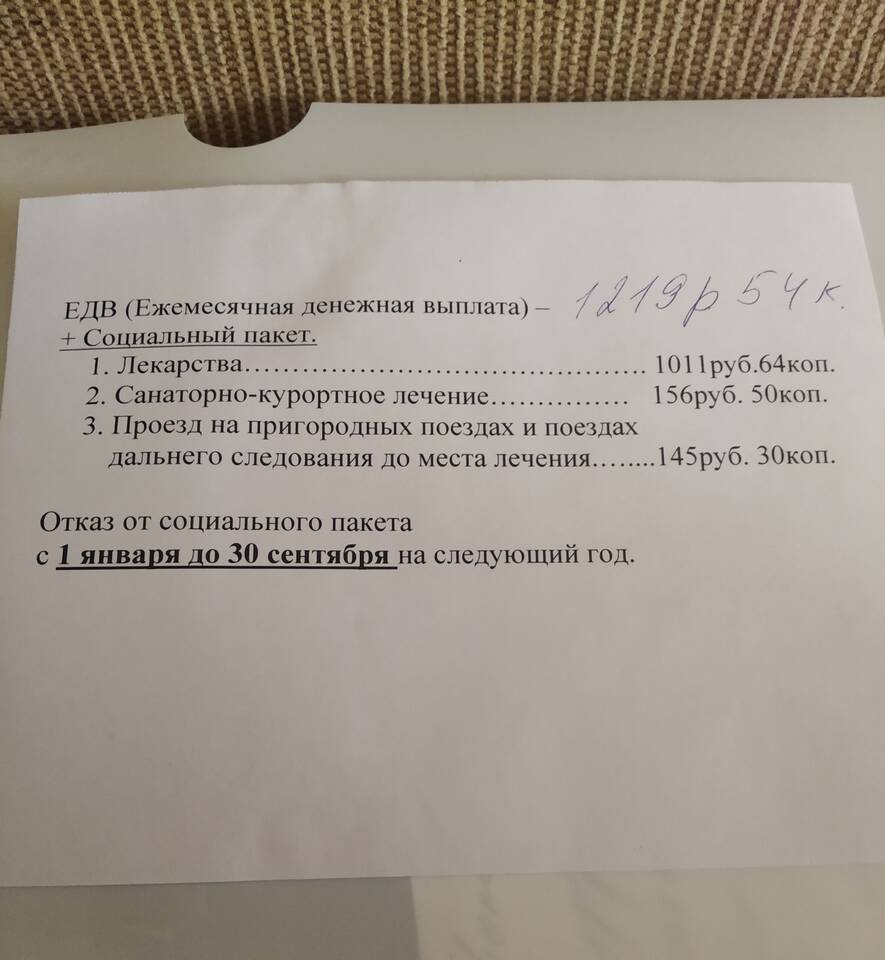 ЕДВ (Ежемесячная денежная выплата) – 1219р 54к.
+ Социальный пакет.
1. Лекарства................................................ 1011руб.64коп.
2. Санаторно-курортное лечение................ 156руб. 50коп.
3. Проезд на пригородных поездах и поездах
дальнего следования до места лечения........145руб. 30коп.
Отказ от социального пакета
с 1 января до 30 сентября на следующий год.